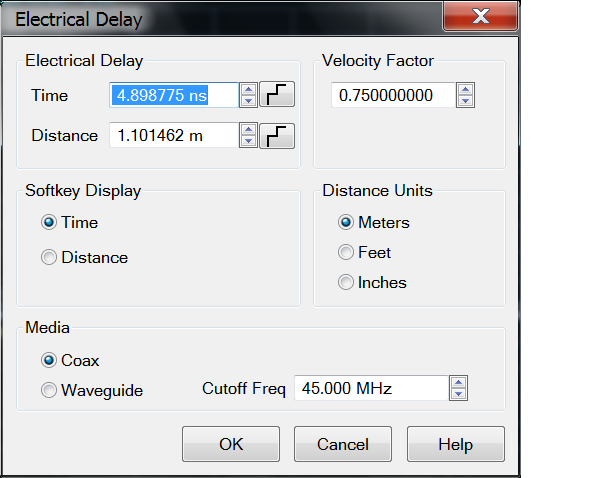 Electrical Delay
Electrical Delay
Time 4.898775 ns
Distance 1.101462 m
Velocity Factor
0.750000000
Softkey Display
Time
Distance
Distance Units
Meters
Feet
Inches
Media
Coax
Waveguide
Cutoff Freq 45.000 MHz
OK Cancel Help